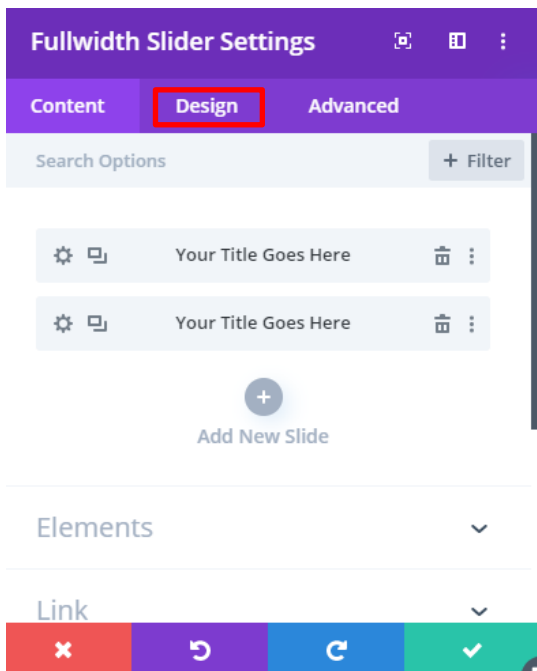 Fullwidth Slider Settings
Content Design Advanced
Search Options + Filter
Your Title Goes Here
Your Title Goes Here
Add New Slide
Elements
Link